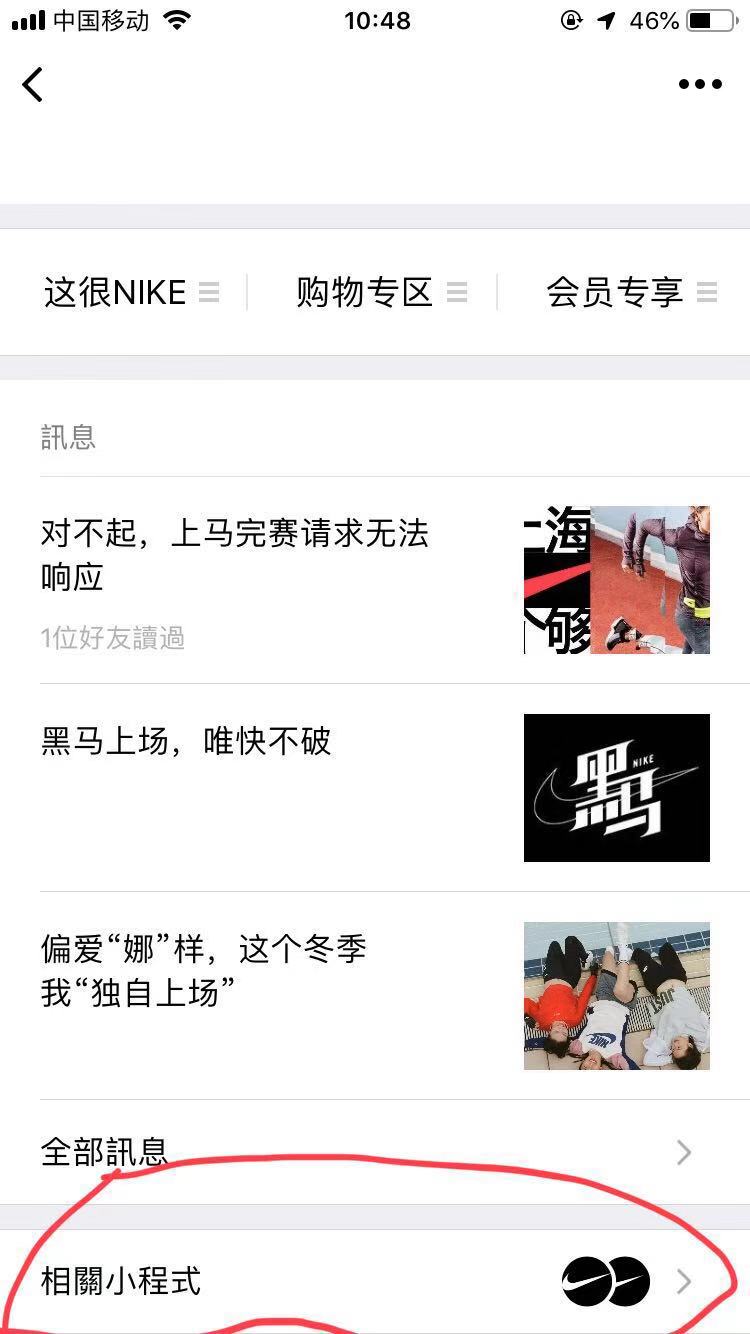 中国移动 10:48 46%
这很NIKE 购物专区 会员专享
訊息
对不起，上马完赛请求无法
响应
1位好友讀過
上海
个够
黑马上场，唯快不破
黑马 NIKE
偏爱“娜”样，这个冬季
我“独自上场”
JUST
NIKE
全部訊息
相關小程式